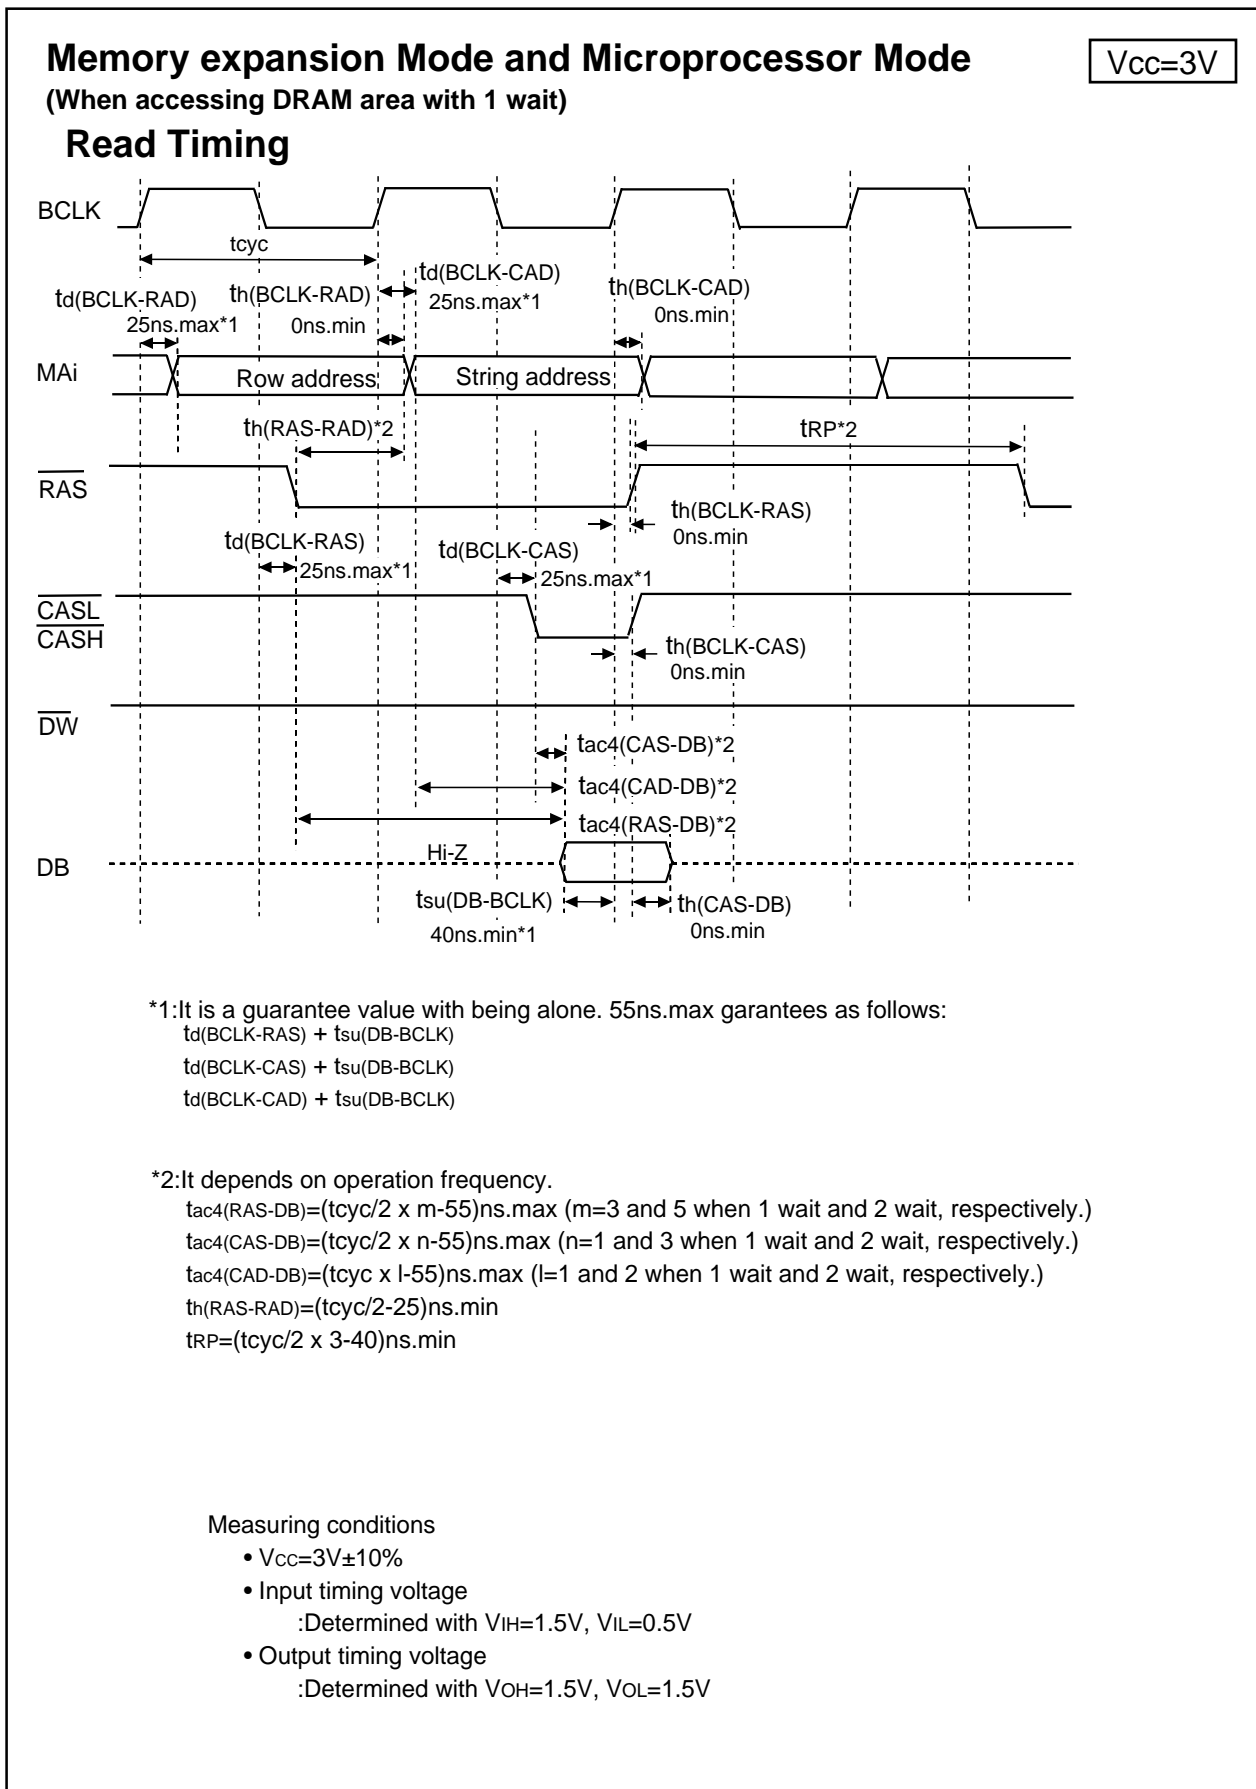 Memory expansion Mode and Microprocessor Mode
Vcc=3V
(When accessing DRAM area with 1 wait)
Read Timing
BCLK
tcyc
td(BCLK-CAD)
25ns.max*1
th(BCLK-RAD)
0ns.min
th(BCLK-CAD)
0ns.min
td(BCLK-RAD)
25ns.max*1
MAi
Row address
String address
th(RAS-RAD)*2
tRP*2
RAS
th(BCLK-RAS)
0ns.min
td(BCLK-RAS)
25ns.max*1
td(BCLK-CAS)
25ns.max*1
CASL
CASH
th(BCLK-CAS)
0ns.min
DW
tac4(CAS-DB)*2
tac4(CAD-DB)*2
tac4(RAS-DB)*2
Hi-Z
DB
tsu(DB-BCLK)
40ns.min*1
th(CAS-DB)
0ns.min
*1:It is a guarantee value with being alone. 55ns.max garantees as follows:
td(BCLK-RAS) + tsu(DB-BCLK)
td(BCLK-CAS) + tsu(DB-BCLK)
td(BCLK-CAD) + tsu(DB-BCLK)
*2:It depends on operation frequency.
tac4(RAS-DB)=(tcyc/2 x m-55)ns.max (m=3 and 5 when 1 wait and 2 wait, respectively.)
tac4(CAS-DB)=(tcyc/2 x n-55)ns.max (n=1 and 3 when 1 wait and 2 wait, respectively.)
tac4(CAD-DB)=(tcyc x l-55)ns.max (l=1 and 2 when 1 wait and 2 wait, respectively.)
th(RAS-RAD)=(tcyc/2-25)ns.min
tRP=(tcyc/2 x 3-40)ns.min
Measuring conditions
• VCC=3V±10%
• Input timing voltage
:Determined with VIH=1.5V, VIL=0.5V
• Output timing voltage
:Determined with VOH=1.5V, VOL=1.5V